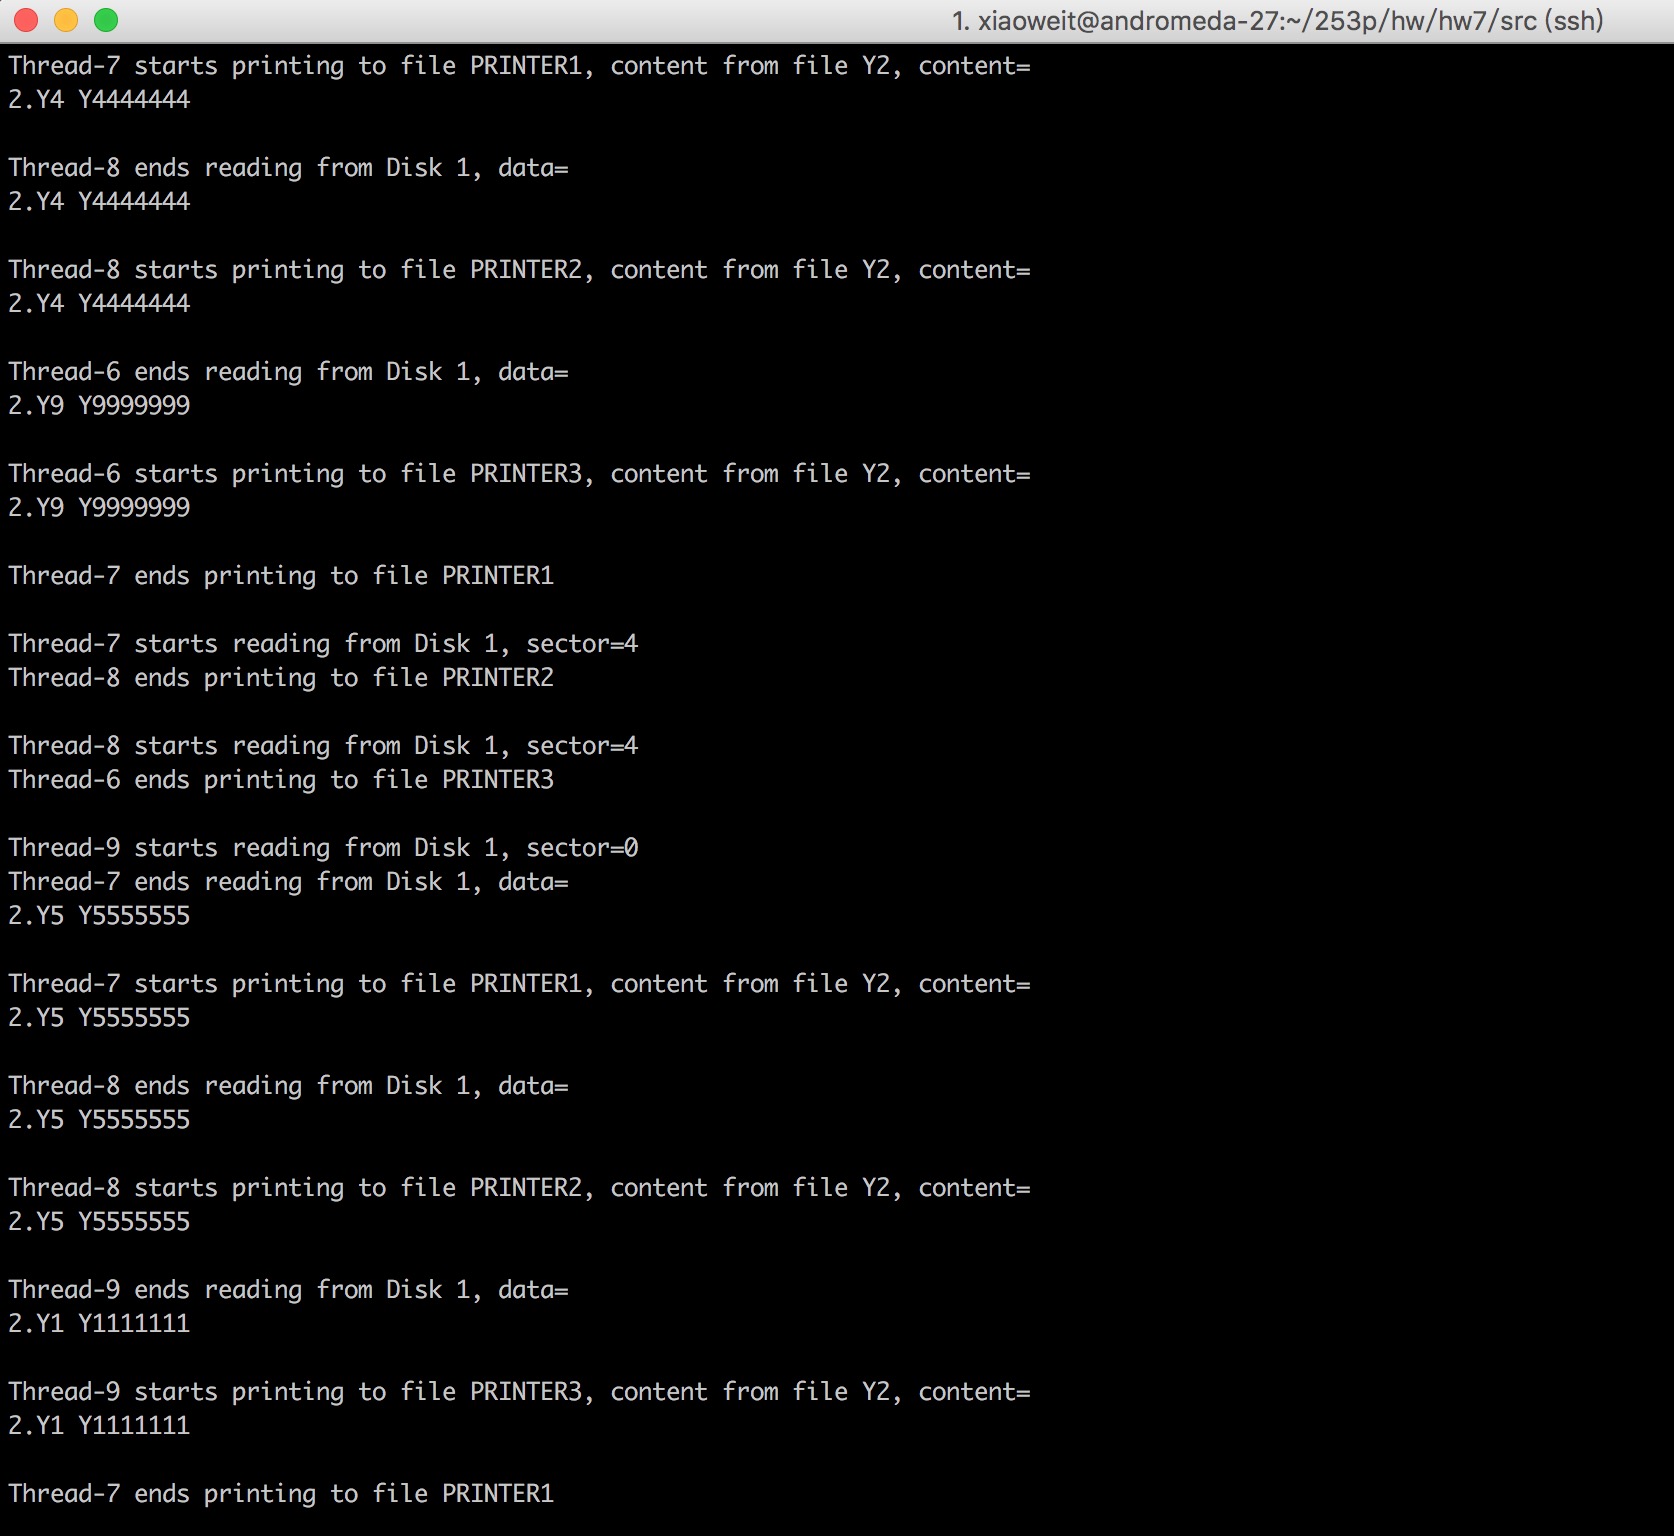 1. xiaoweit@andromeda-27:~/253p/hw/hw7/src (ssh)
Thread-7 starts printing to file PRINTER1, content from file Y2, content=
2.Y4 Y4444444
Thread-8 ends reading from Disk 1, data=
2.Y4 Y4444444
Thread-8 starts printing to file PRINTER2, content from file Y2, content=
2.Y4 Y4444444
Thread-6 ends reading from Disk 1, data=
2.Y9 Y9999999
Thread-6 starts printing to file PRINTER3, content from file Y2, content=
2.Y9 Y9999999
Thread-7 ends printing to file PRINTER1
Thread-7 starts reading from Disk 1, sector=4
Thread-8 ends printing to file PRINTER2
Thread-8 starts reading from Disk 1, sector=4
Thread-6 ends printing to file PRINTER3
Thread-9 starts reading from Disk 1, sector=0
Thread-7 ends reading from Disk 1, data=
2.Y5 Y5555555
Thread-7 starts printing to file PRINTER1, content from file Y2, content=
2.Y5 Y5555555
Thread-8 ends reading from Disk 1, data=
2.Y5 Y5555555
Thread-8 starts printing to file PRINTER2, content from file Y2, content=
2.Y5 Y5555555
Thread-9 ends reading from Disk 1, data=
2.Y1 Y1111111
Thread-9 starts printing to file PRINTER3, content from file Y2, content=
2.Y1 Y1111111
Thread-7 ends printing to file PRINTER1